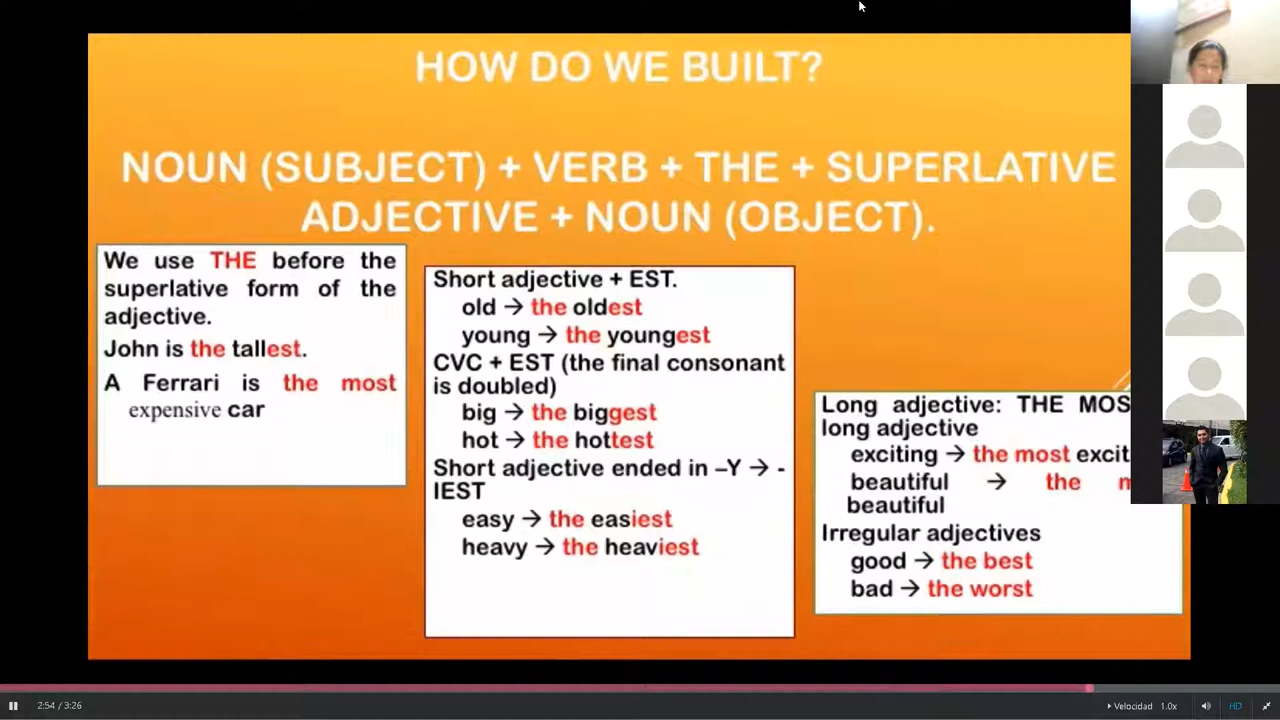 HOW DO WE BUILT?
NOUN (SUBJECT) + VERB + THE + SUPERLATIVE
ADJECTIVE + NOUN (OBJECT).
We use THE before the
superlative form of the
adjective.
John is the tallest.
A Ferrari is the most
expensive car
Short adjective + EST.
old → the oldest
young → the youngest
CVC + EST (the final consonant
is doubled)
big → the biggest
hot → the hottest
Short adjective ended in –Y → -
IEST
easy → the easiest
heavy → the heaviest
Long adjective: THE
long adjective
exciting → the most
beautiful → the
beautiful
Irregular adjectives
good → the best
bad → the worst
2:54 / 3:26
Velocidad 1.0x
HD